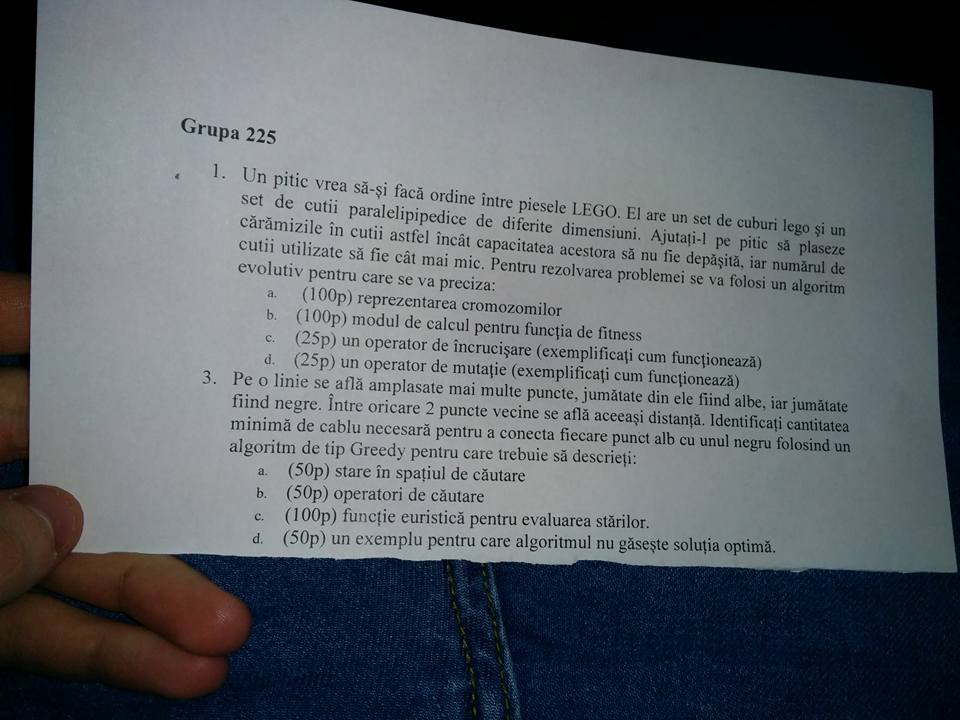 Grupa 225
1. Un pitic vrea să-și facă ordine între piesele LEGO. El are un set de cuburi lego și un
set de cutii paralelipipedice de diferite dimensiuni. Ajutați-l pe pitic să plaseze
cărămizile în cutii astfel încât capacitatea acestora să nu fie depășită, iar numărul de
cutii utilizate să fie cât mai mic. Pentru rezolvarea problemei se va folosi un algoritm
evolutiv pentru care se va preciza:
a. (100p) reprezentarea cromozomilor
b. (100p) modul de calcul pentru funcția de fitness
c. (25p) un operator de încrucișare (exemplificați cum funcționează)
d. (25p) un operator de mutație (exemplificați cum funcționează)
3. Pe o linie se află amplasate mai multe puncte, jumătate din ele fiind albe, iar jumătate
fiind negre. Între oricare 2 puncte vecine se află aceeași distanță. Identificați cantitatea
minimă de cablu necesară pentru a conecta fiecare punct alb cu unul negru folosind un
algoritm de tip Greedy pentru care trebuie să descrieți:
a. (50p) stare în spațiul de căutare
b. (50p) operatori de căutare
c. (100p) funcție euristică pentru evaluarea stărilor.
d. (50p) un exemplu pentru care algoritmul nu găsește soluția optimă.